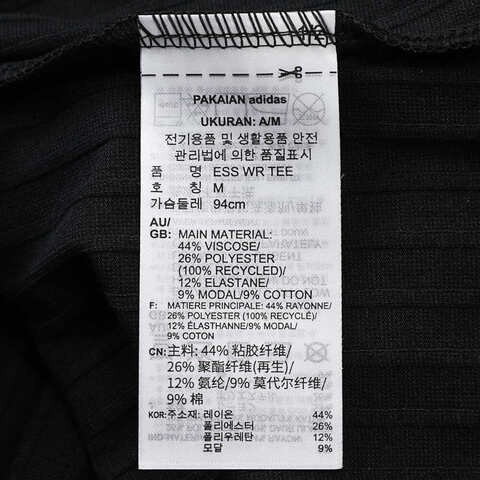 PAKAIAN adidas
UKURAN: A/M
전기용품 및 생활용품 안전
관리법에 의한 품질표시
품 명 ESS WR TEE
호 칭 M
가슴둘레 94cm
AU/
GB: MAIN MATERIAL:
44% VISCOSE/
26% POLYESTER
(100% RECYCLED)/
12% ELASTANE/
9% MODAL/9% COTTON
F: MATIERE PRINCIPALE: 44% RAYONNE/
26% POLYESTER (100% RECYCLÉ)/
12% ÉLASTHANNE/9% MODAL/
9% COTON
CN: 主料: 44% 粘胶纤维/
26% 聚酯纤维(再生)/
12% 氨纶/9% 莫代尔纤维/
9% 棉
KOR: 주소재: 레이온 44%
폴리에스터 26%
폴리우레탄 12%
모달 9%